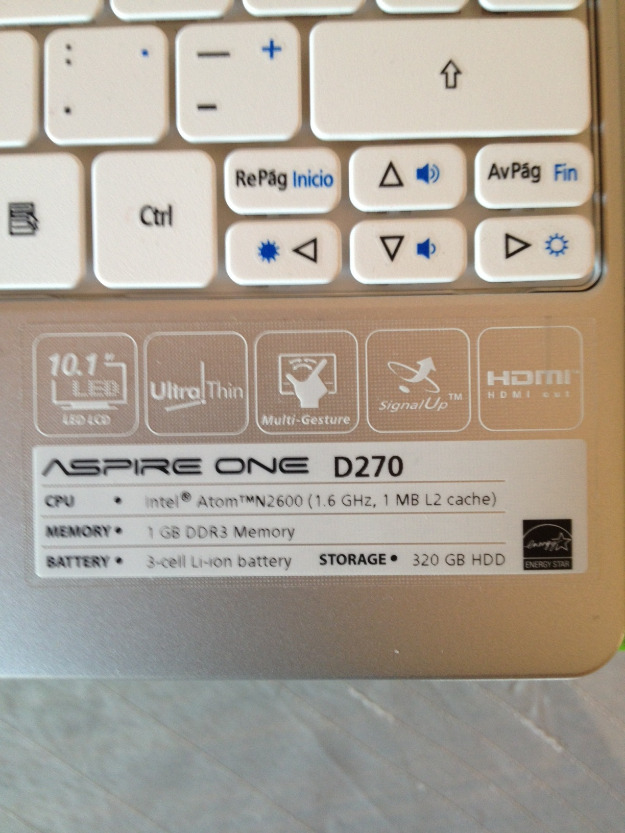 : ·
.
— +
-
RePág Inicio
AvPág Fin
Ctrl
10.1"
LED
LED LCD
UltraThin
Multi-Gesture
SignalUp™
HDMI
HDMI out
ASPIRE ONE D270
CPU • Intel® Atom™N2600 (1.6 GHz, 1 MB L2 cache)
MEMORY • 1 GB DDR3 Memory
BATTERY • 3-cell Li-ion battery STORAGE • 320 GB HDD
energy
ENERGY STAR